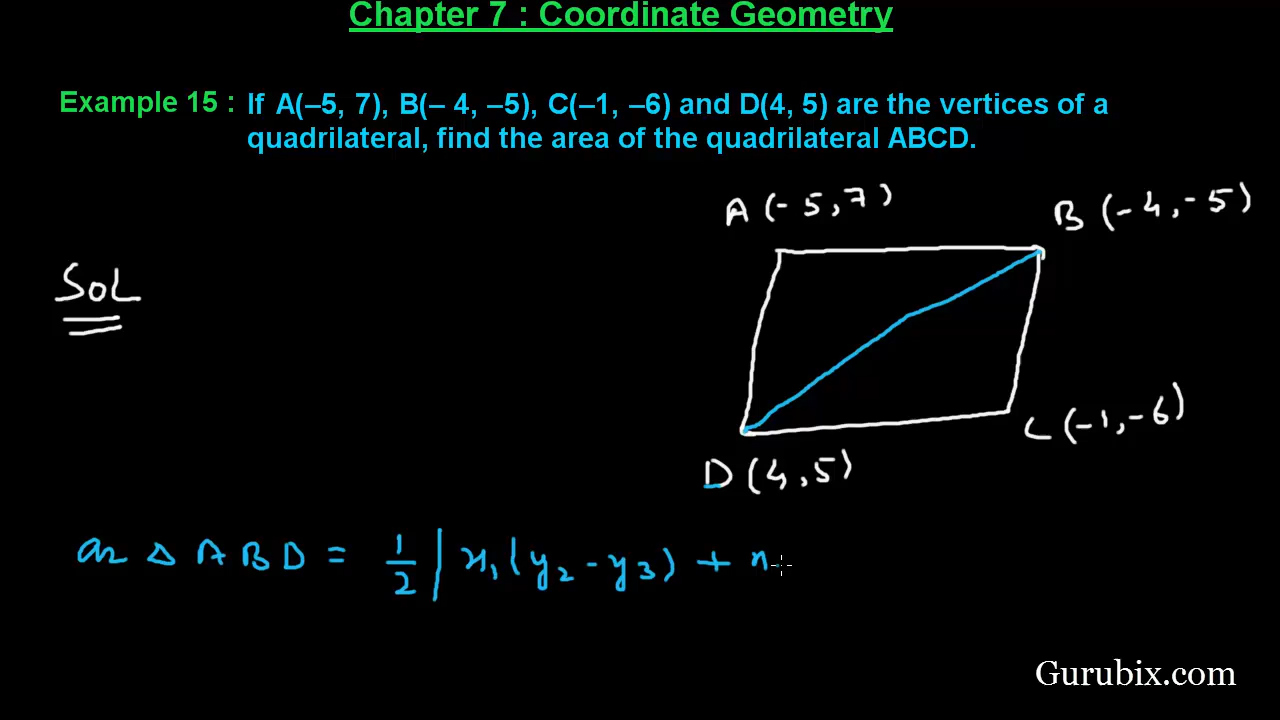 Chapter 7 : Coordinate Geometry
Example 15 : If A(–5, 7), B(– 4, –5), C(–1, –6) and D(4, 5) are the vertices of a
quadrilateral, find the area of the quadrilateral ABCD.
A (-5,7)
B (-4,-5)
SOL
C (-1,-6)
D (4,5)
ar Δ ABD = 1/2 | x₁(y₂ - y₃) + x
Gurubix.com